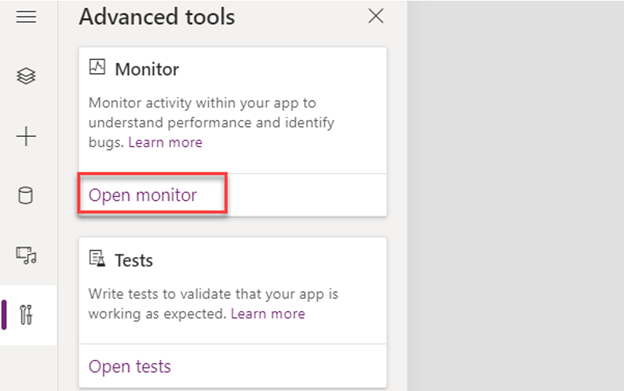 Advanced tools
Monitor
Monitor activity within your app to
understand performance and identify
bugs. Learn more
Open monitor
Tests
Write tests to validate that your app is
working as expected. Learn more
Open tests